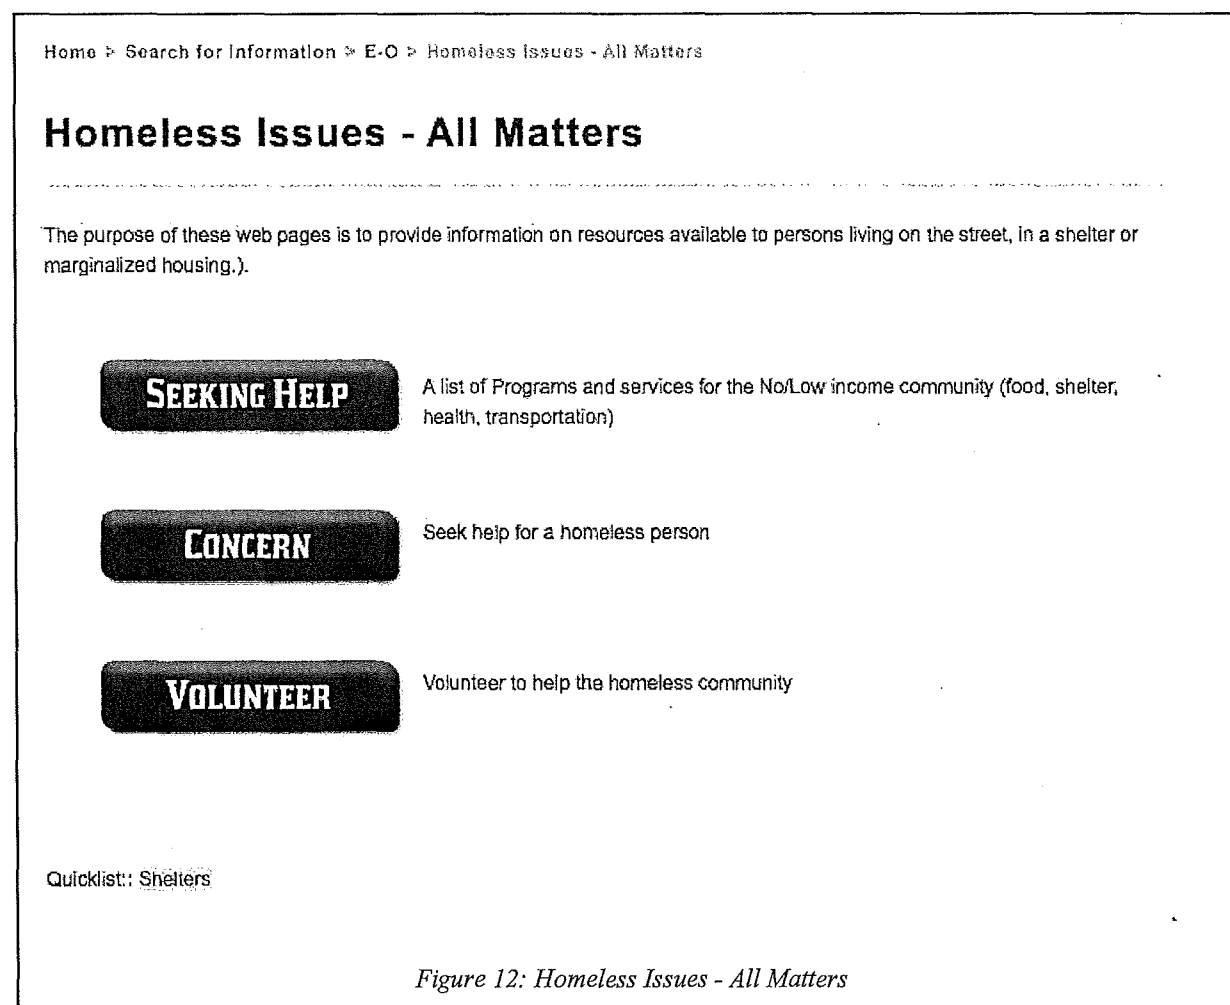 Home > Search for Information > E-O > Homeless Issues - All Matters
Homeless Issues - All Matters
The purpose of these web pages is to provide information on resources available to persons living on the street, in a shelter or
marginalized housing.).
SEEKING HELP
A list of Programs and services for the No/Low income community (food, shelter,
health, transportation)
CONCERN
Seek help for a homeless person
VOLUNTEER
Volunteer to help the homeless community
Quicklist:: Shelters
Figure 12: Homeless Issues - All Matters